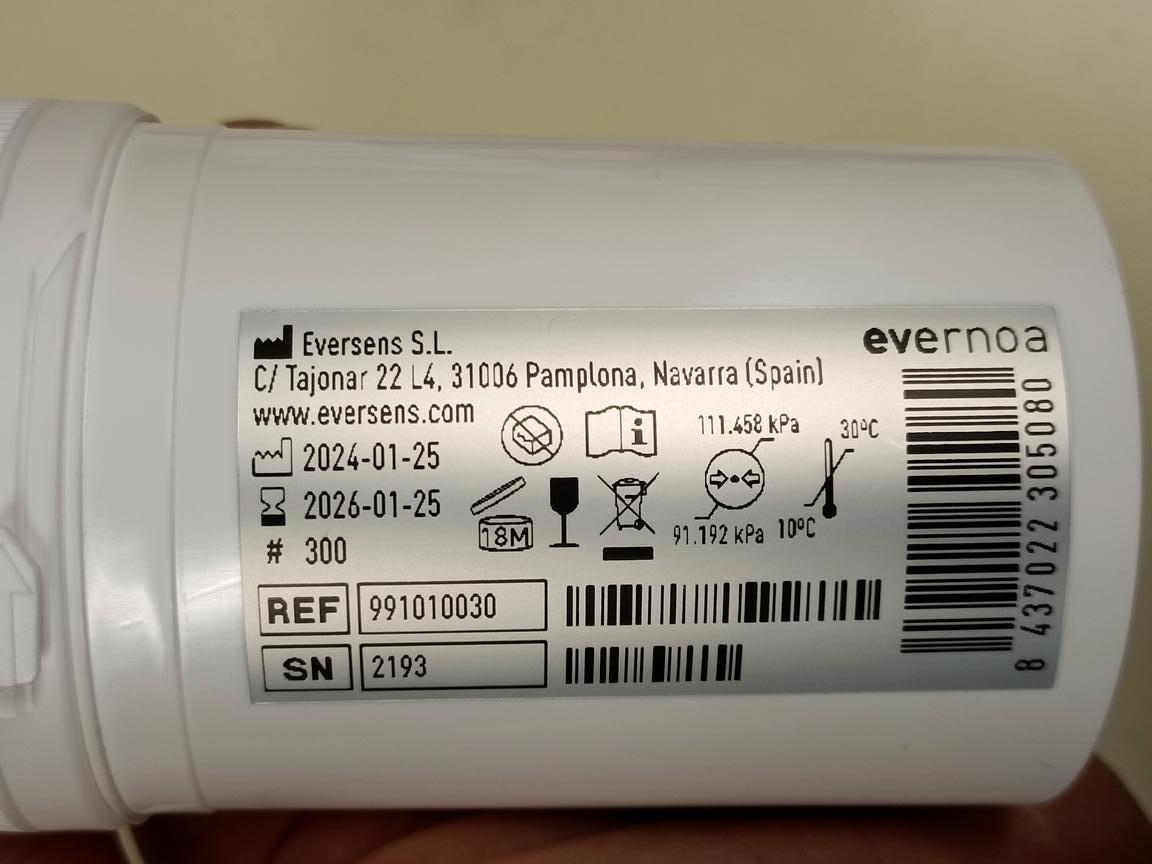 Eversens S.L.
C/ Tajonar 22 L4, 31006 Pamplona, Navarra (Spain)
www.eversens.com
2024-01-25
2026-01-25
# 300
REF 991010030
SN 2193
18M
i
111.458 kPa
91.192 kPa
30ºC
10ºC
evernoa
8 437022 305080